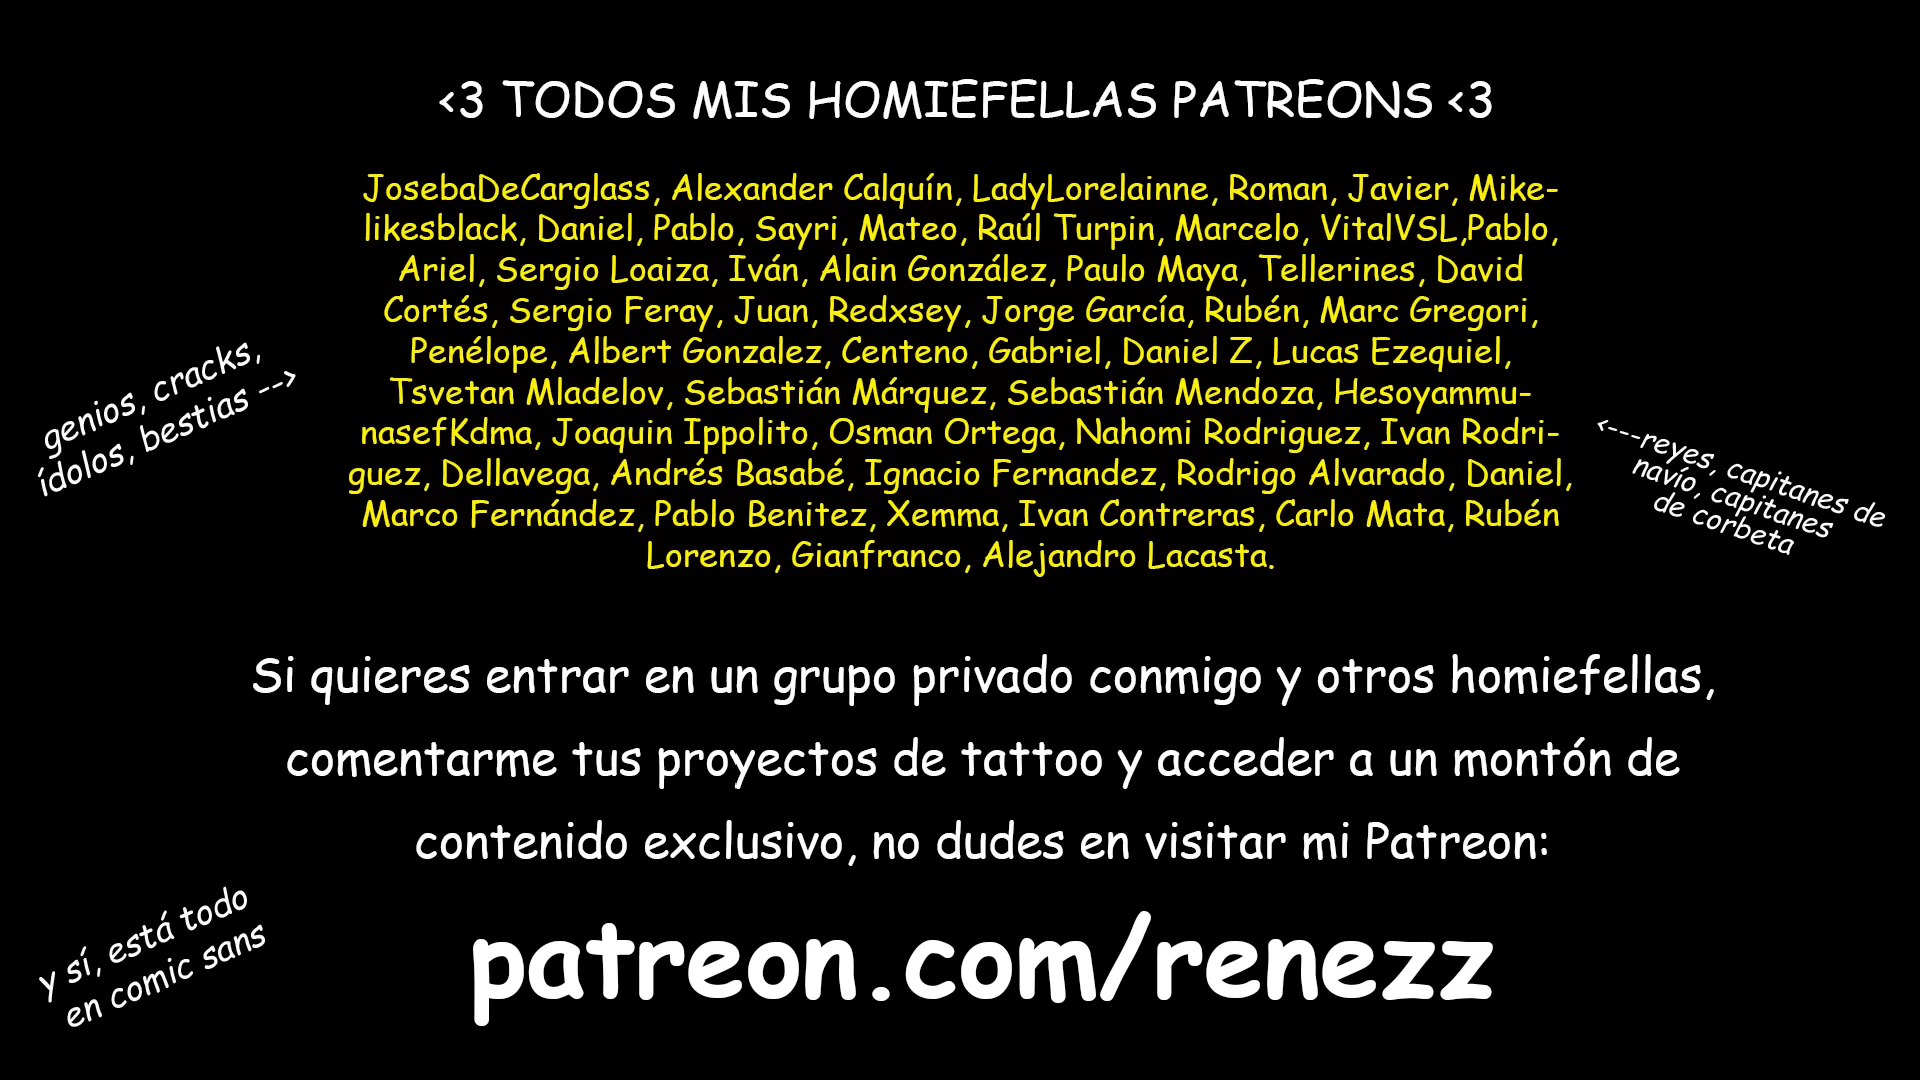 <3 TODOS MIS HOMIEFELLAS PATREONS <3
JosebaDeCarglass, Alexander Calquín, LadyLorelainne, Roman, Javier, Mike-
likesblack, Daniel, Pablo, Sayri, Mateo, Raúl Turpin, Marcelo, VitalVSL,Pablo,
Ariel, Sergio Loaiza, Iván, Alain González, Paulo Maya, Tellerines, David
Cortés, Sergio Feray, Juan, Redxsey, Jorge García, Rubén, Marc Gregori,
Penélope, Albert Gonzalez, Centeno, Gabriel, Daniel Z, Lucas Ezequiel,
Tsvetan Mladelov, Sebastián Márquez, Sebastián Mendoza, Hesoyammu-
nasefKdma, Joaquin Ippolito, Osman Ortega, Nahomi Rodriguez, Ivan Rodri-
guez, Dellavega, Andrés Basabé, Ignacio Fernandez, Rodrigo Alvarado, Daniel,
Marco Fernández, Pablo Benitez, Xemma, Ivan Contreras, Carlo Mata, Rubén
Lorenzo, Gianfranco, Alejandro Lacasta.
genios, cracks,
ídolos, bestias -->
<---reyes, capitanes de
navío, capitanes
de corbeta
Si quieres entrar en un grupo privado conmigo y otros homiefellas,
comentarme tus proyectos de tattoo y acceder a un montón de
contenido exclusivo, no dudes en visitar mi Patreon:
patreon.com/renezz
y sí, está todo
en comic sans